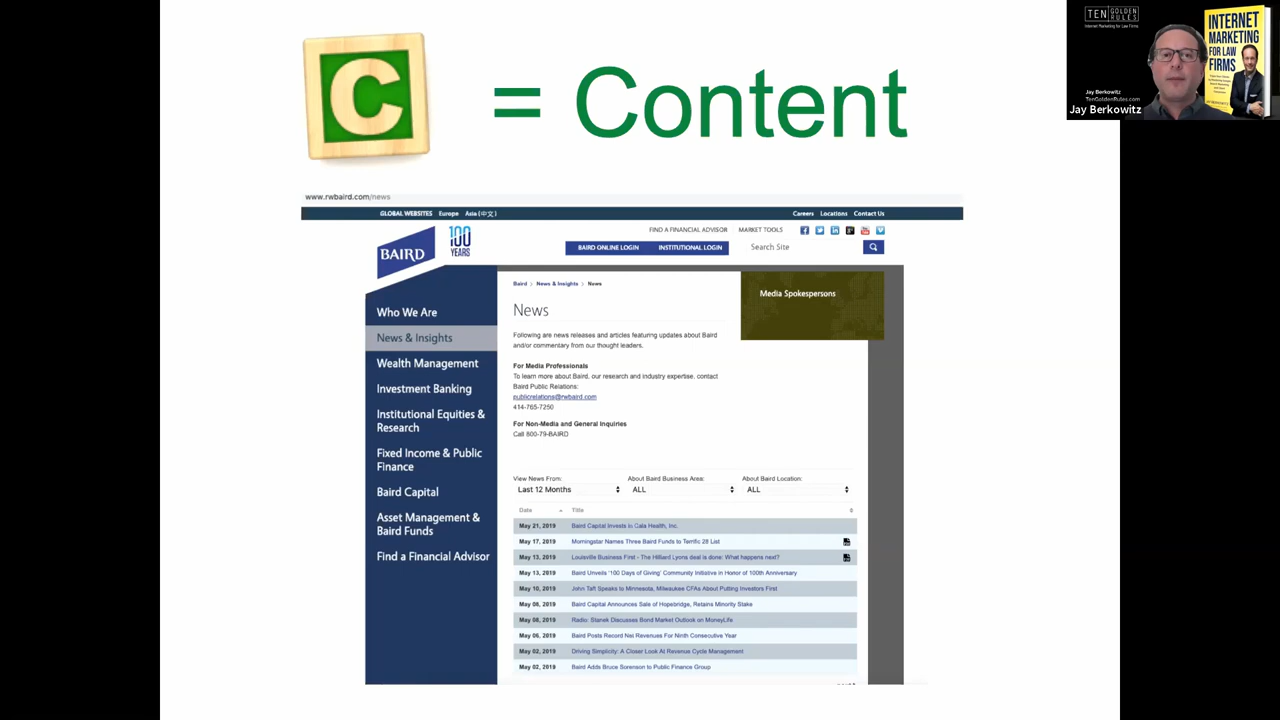 C = Content
TEN GOLDEN RULES
Internet Marketing for Law Firms
Jay Berkowitz
TenGoldenRules.com
Jay Berkowitz
INTERNET
MARKETING
FOR LAW
FIRMS
JAY BERKOWITZ
www.rwbaird.com/news
GLOBAL WEBSITES Europe Asia (中文)
Careers Locations Contact Us
BAIRD
100
YEARS
FIND A FINANCIAL ADVISOR MARKET TOOLS
BAIRD ONLINE LOGIN INSTITUTIONAL LOGIN Search Site
Who We Are
News & Insights
Wealth Management
Investment Banking
Institutional Equities &
Research
Fixed Income & Public
Finance
Baird Capital
Asset Management &
Baird Funds
Find a Financial Advisor
Baird > News & Insights > News
Media Spokespersons
News
Following are news releases and articles featuring updates about Baird
and/or commentary from our thought leaders.
For Media Professionals
To learn more about Baird, our research and industry expertise, contact
Baird Public Relations:
publicrelations@rwbaird.com
414-765-7250
For Non-Media and General Inquiries
Call 800-79-BAIRD
View News From: About Baird Business Area: About Baird Location:
Last 12 Months ALL ALL
Date Title
May 21, 2019 Baird Capital Invests in Cala Health, Inc.
May 17, 2019 Morningstar Names Three Baird Funds to Terrific 28 List
May 13, 2019 Louisville Business First - The Hilliard Lyons deal is done: What happens next?
May 13, 2019 Baird Unveils '100 Days of Giving' Community Initiative in Honor of 100th Anniversary
May 10, 2019 John Taft Speaks to Minnesota, Milwaukee CFAs About Putting Investors First
May 08, 2019 Baird Capital Announces Sale of Hopebridge, Retains Minority Stake
May 08, 2019 Radio: Stanek Discusses Bond Market Outlook on MoneyLife
May 06, 2019 Baird Posts Record Net Revenues For Ninth Consecutive Year
May 02, 2019 Driving Simplicity: A Closer Look At Revenue Cycle Management
May 02, 2019 Baird Adds Bruce Sorenson to Public Finance Group